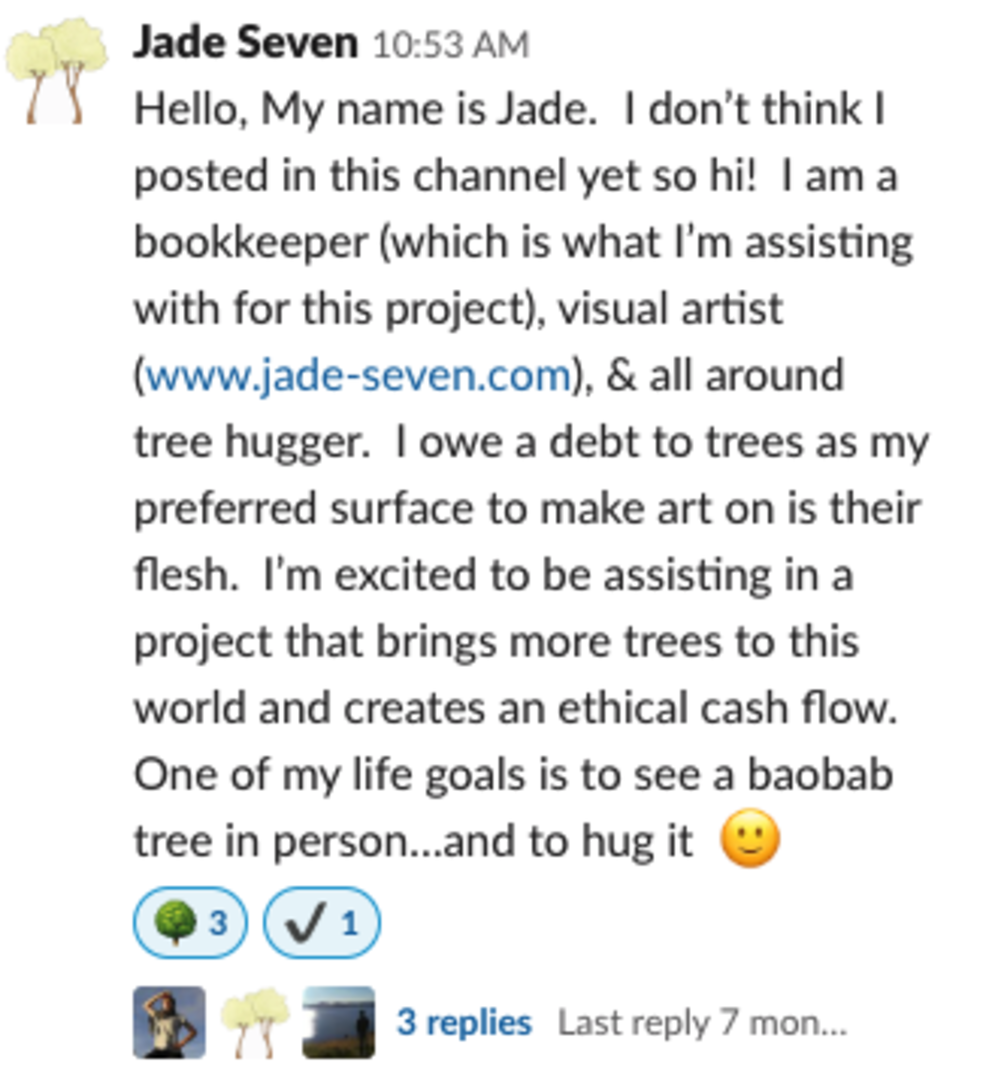 Jade Seven 10:53 AM
Hello, My name is Jade.  I don’t think I
posted in this channel yet so hi!  I am a
bookkeeper (which is what I’m assisting
with for this project), visual artist
(www.jade-seven.com), & all around
tree hugger.  I owe a debt to trees as my
preferred surface to make art on is their
flesh.  I’m excited to be assisting in a
project that brings more trees to this
world and creates an ethical cash flow.
One of my life goals is to see a baobab
tree in person...and to hug it 🙂
🌳 3 ✔️ 1
3 replies Last reply 7 mon...